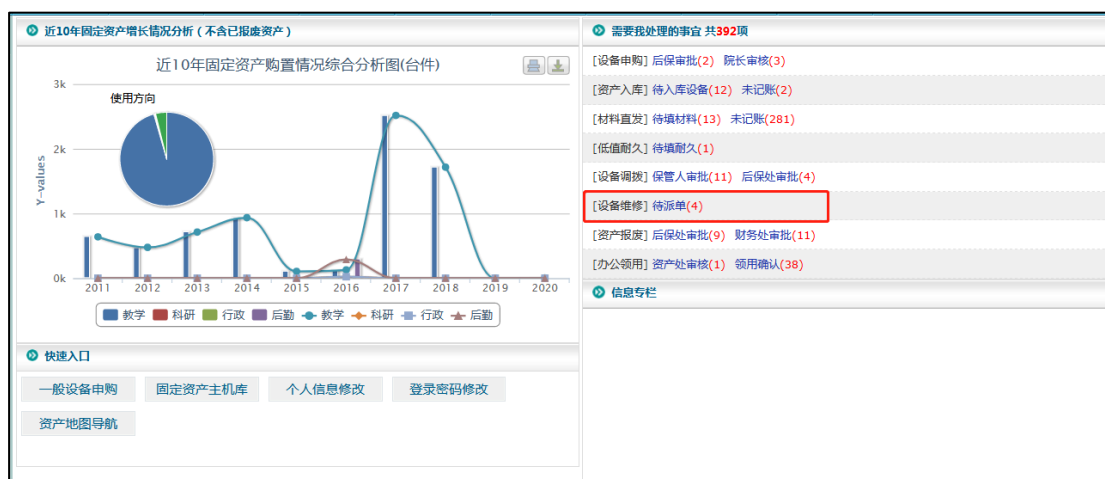 近10年固定资产增长情况分析（不含已报废资产）
近10年固定资产购置情况综合分析图(台件)
使用方向
Y-values
3k
2k
1k
0k
2011 2012 2013 2014 2015 2016 2017 2018 2019 2020
教学 科研 行政 后勤 教学 科研 行政 后勤
快速入口
一般设备申购 固定资产主机库 个人信息修改 登录密码修改
资产地图导航
需要我处理的事宜 共392项
[设备申购] 后保审批(2) 院长审核(3)
[资产入库] 待入库设备(12) 未记账(2)
[材料直发] 待填材料(13) 未记账(281)
[低值耐久] 待填耐久(1)
[设备调拨] 保管人审批(11) 后保处审批(4)
[设备维修] 待派单(4)
[资产报废] 后保处审批(9) 财务处审批(11)
[办公领用] 资产处审核(1) 领用确认(38)
信息专栏